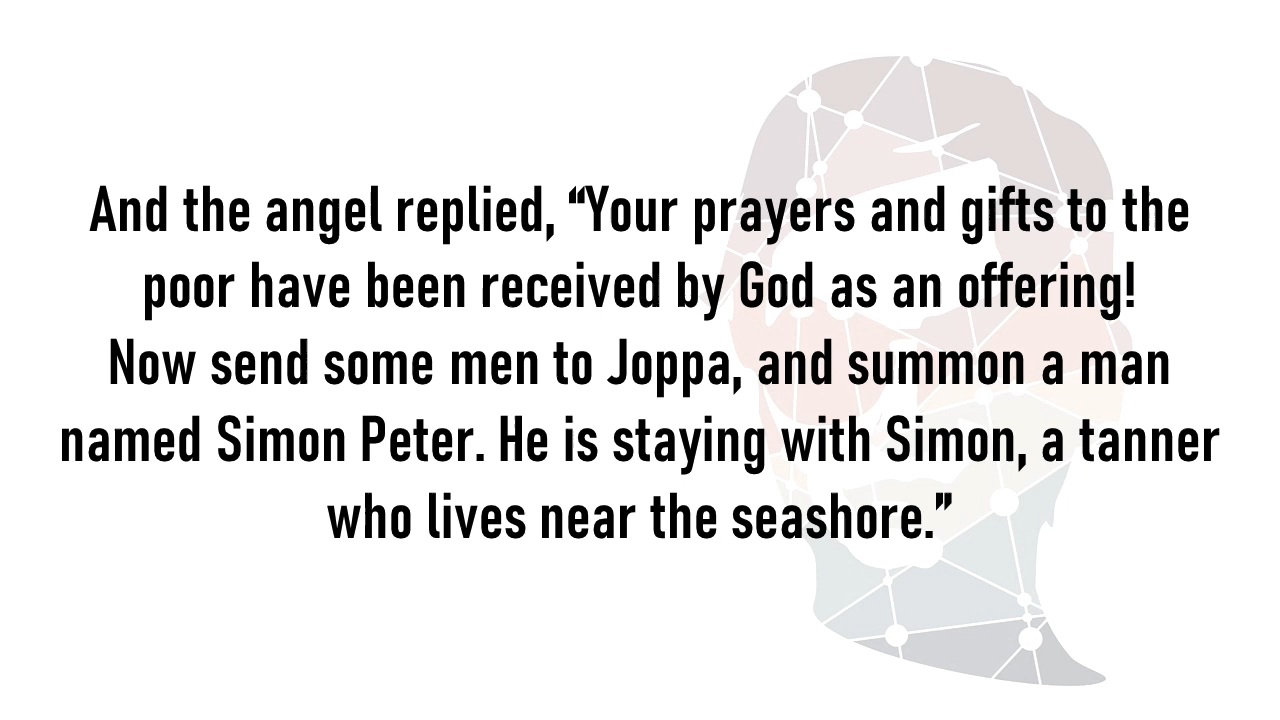 And the angel replied, “Your prayers and gifts to the
poor have been received by God as an offering!
Now send some men to Joppa, and summon a man
named Simon Peter. He is staying with Simon, a tanner
who lives near the seashore.”